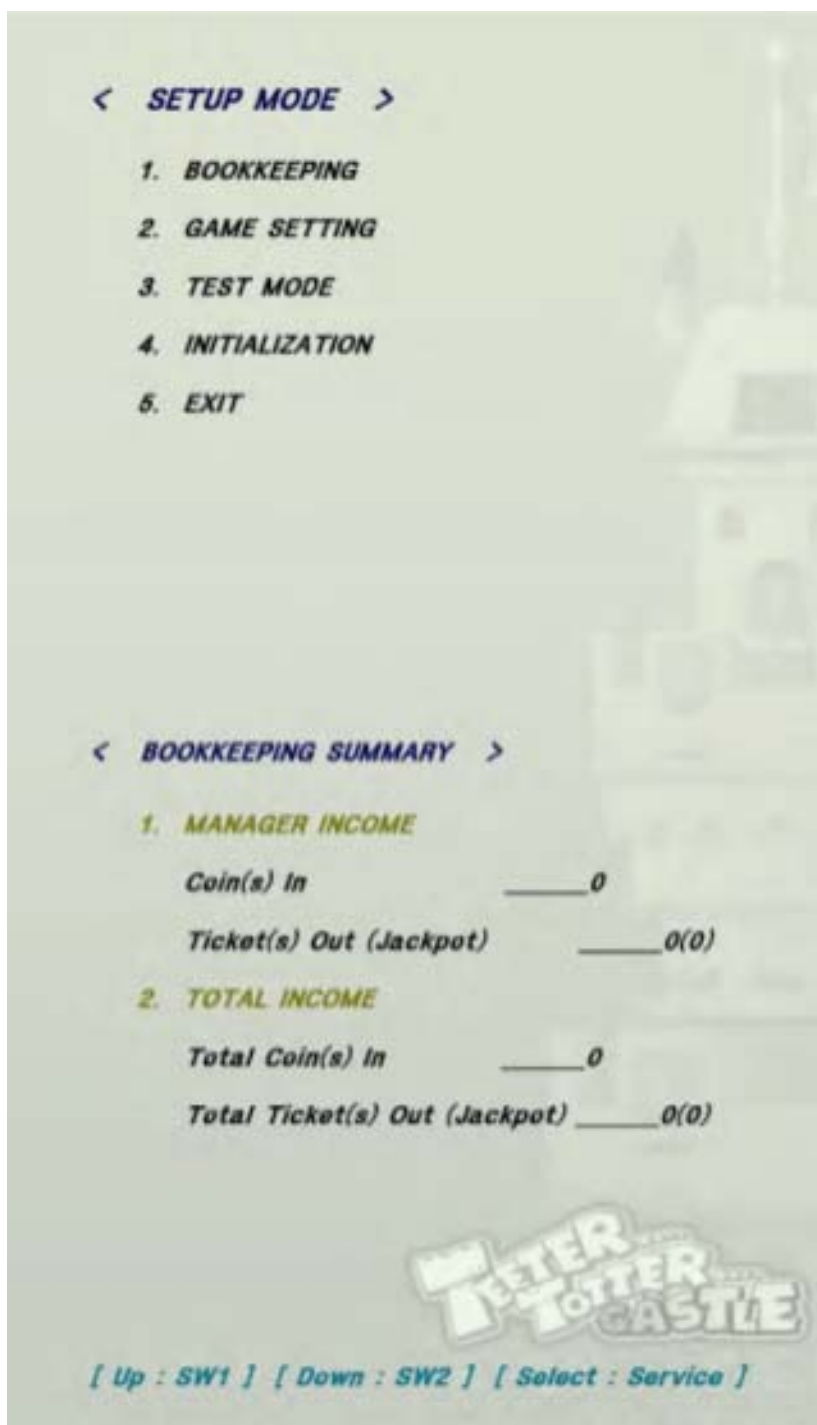 < SETUP MODE >
1. BOOKKEEPING
2. GAME SETTING
3. TEST MODE
4. INITIALIZATION
5. EXIT
< BOOKKEEPING SUMMARY >
1. MANAGER INCOME
Coin(s) In ______0
Ticket(s) Out (Jackpot) ______0(0)
2. TOTAL INCOME
Total Coin(s) In ______0
Total Ticket(s) Out (Jackpot) ______0(0)
TEETER
TOTTER
CASTLE
[ Up : SW1 ] [ Down : SW2 ] [ Select : Service ]